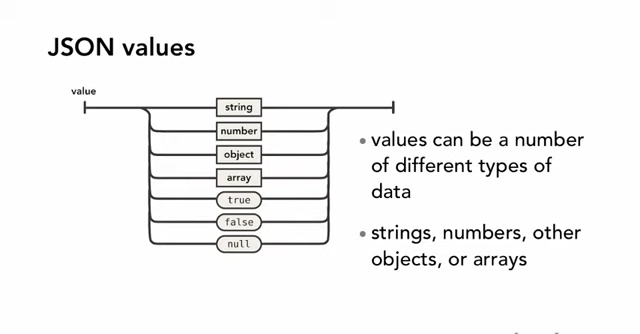 JSON values
value
string
number
object
array
true
false
null
• values can be a number
of different types of
data
• strings, numbers, other
objects, or arrays